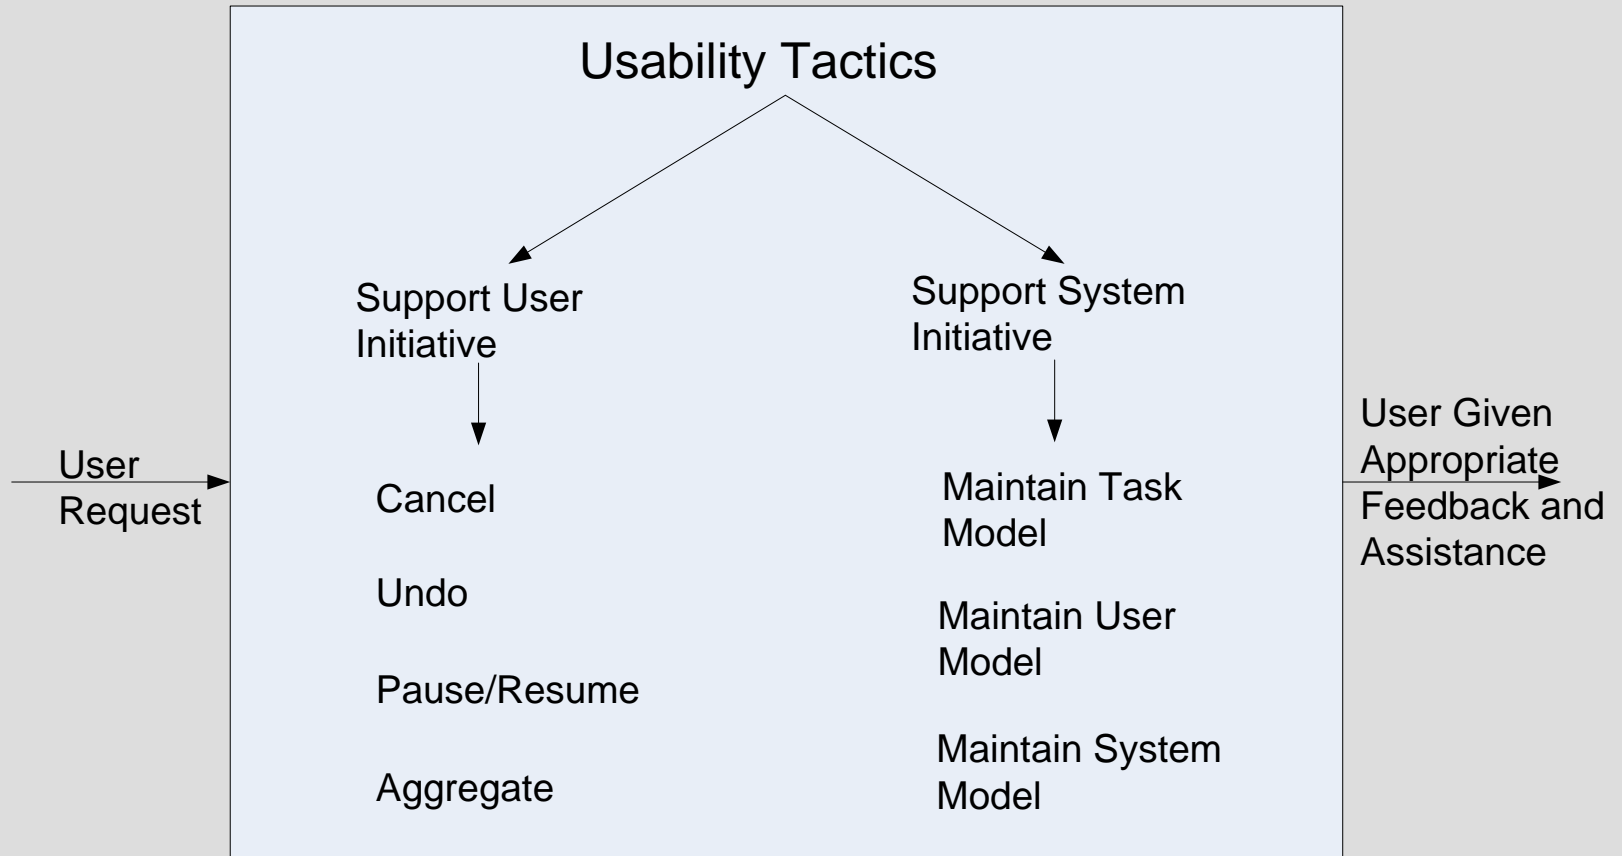 Usability Tactics
Support User
Initiative
Support System
Initiative
User
Request
Cancel
Undo
Pause/Resume
Aggregate
Maintain Task
Model
Maintain User
Model
Maintain System
Model
User Given
Appropriate
Feedback and
Assistance